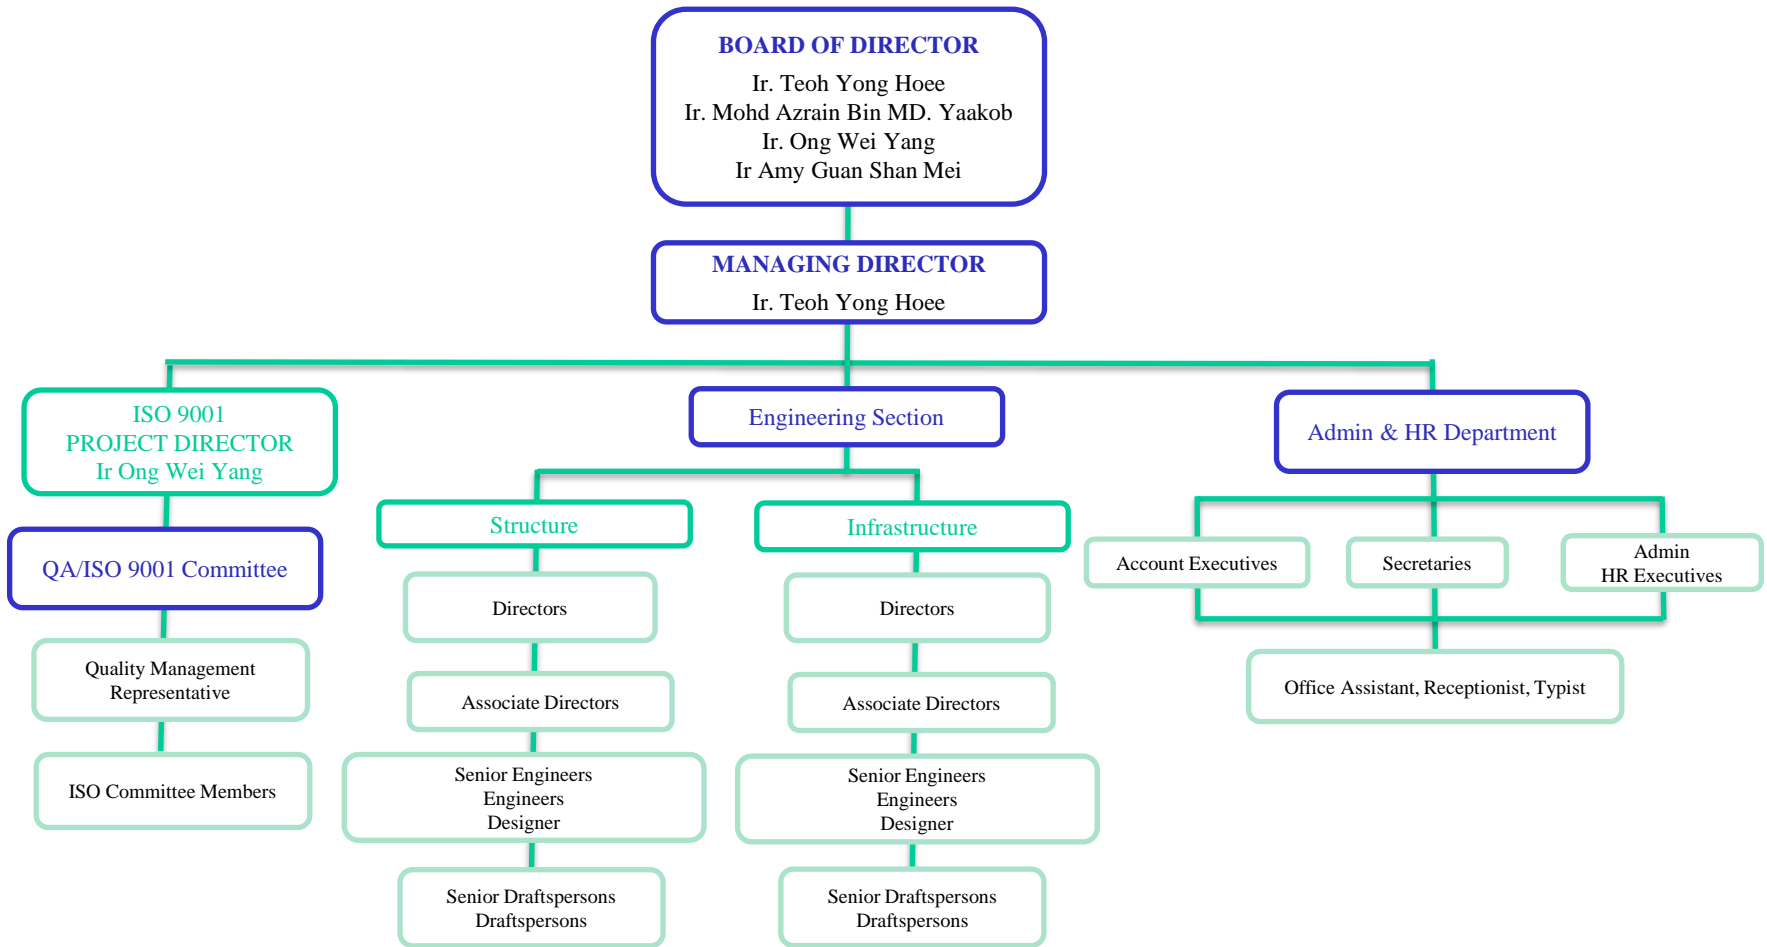 BOARD OF DIRECTOR
Ir. Teoh Yong Hoee
Ir. Mohd Azrain Bin MD. Yaakob
Ir. Ong Wei Yang
Ir Amy Guan Shan Mei
MANAGING DIRECTOR
Ir. Teoh Yong Hoee
ISO 9001
PROJECT DIRECTOR
Ir Ong Wei Yang
QA/ISO 9001 Committee
Quality Management
Representative
ISO Committee Members
Engineering Section
Structure
Directors
Associate Directors
Senior Engineers
Engineers
Designer
Senior Draftspersons
Draftspersons
Infrastructure
Directors
Associate Directors
Senior Engineers
Engineers
Designer
Senior Draftspersons
Draftspersons
Admin & HR Department
Account Executives
Secretaries
Admin
HR Executives
Office Assistant, Receptionist, Typist